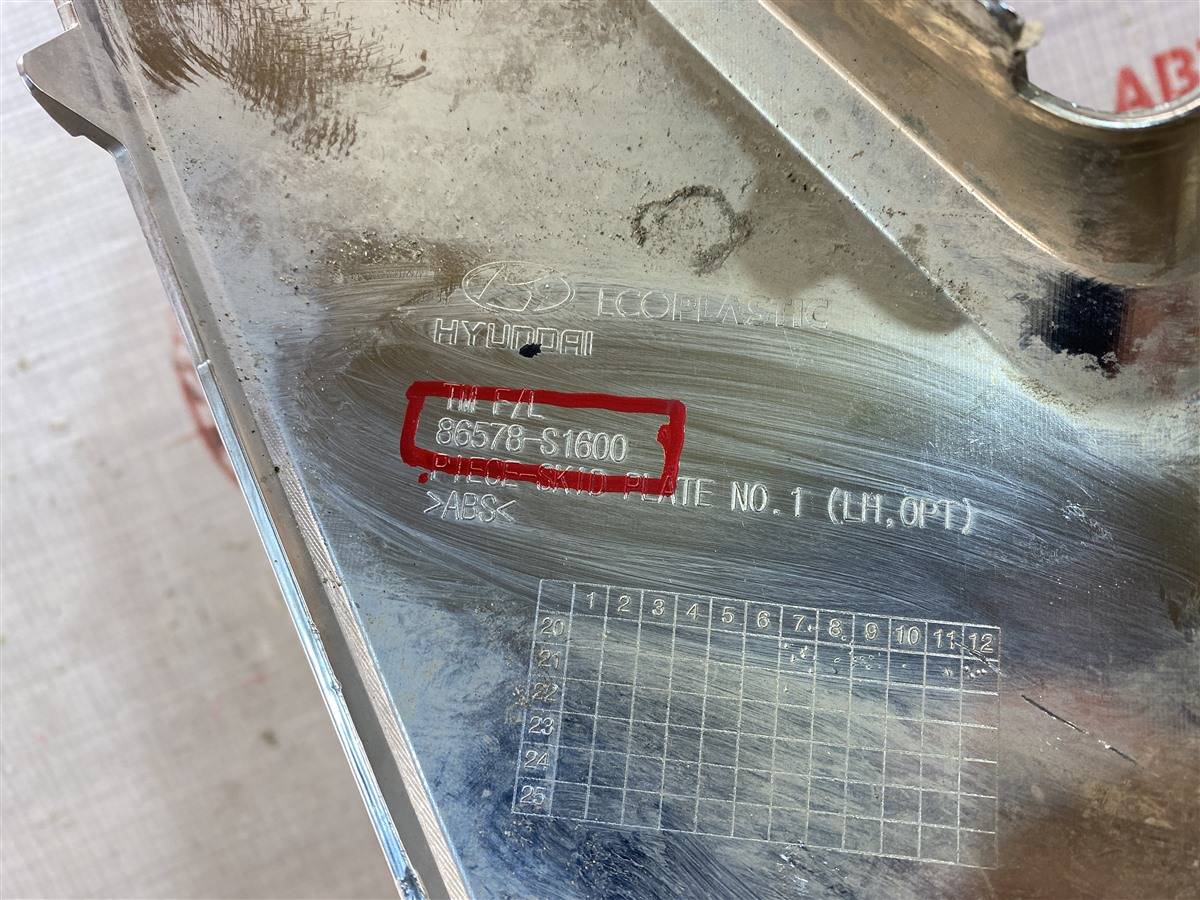 AB
HYUNDAI
ECOPLASTIC
TM F/L
86578-S1600
PIECE-SKID PLATE NO.1 (LH,OPT)
>ABS<
1 2 3 4 5 6 7 8 9 10 11 12
20
21
22
23
24
25